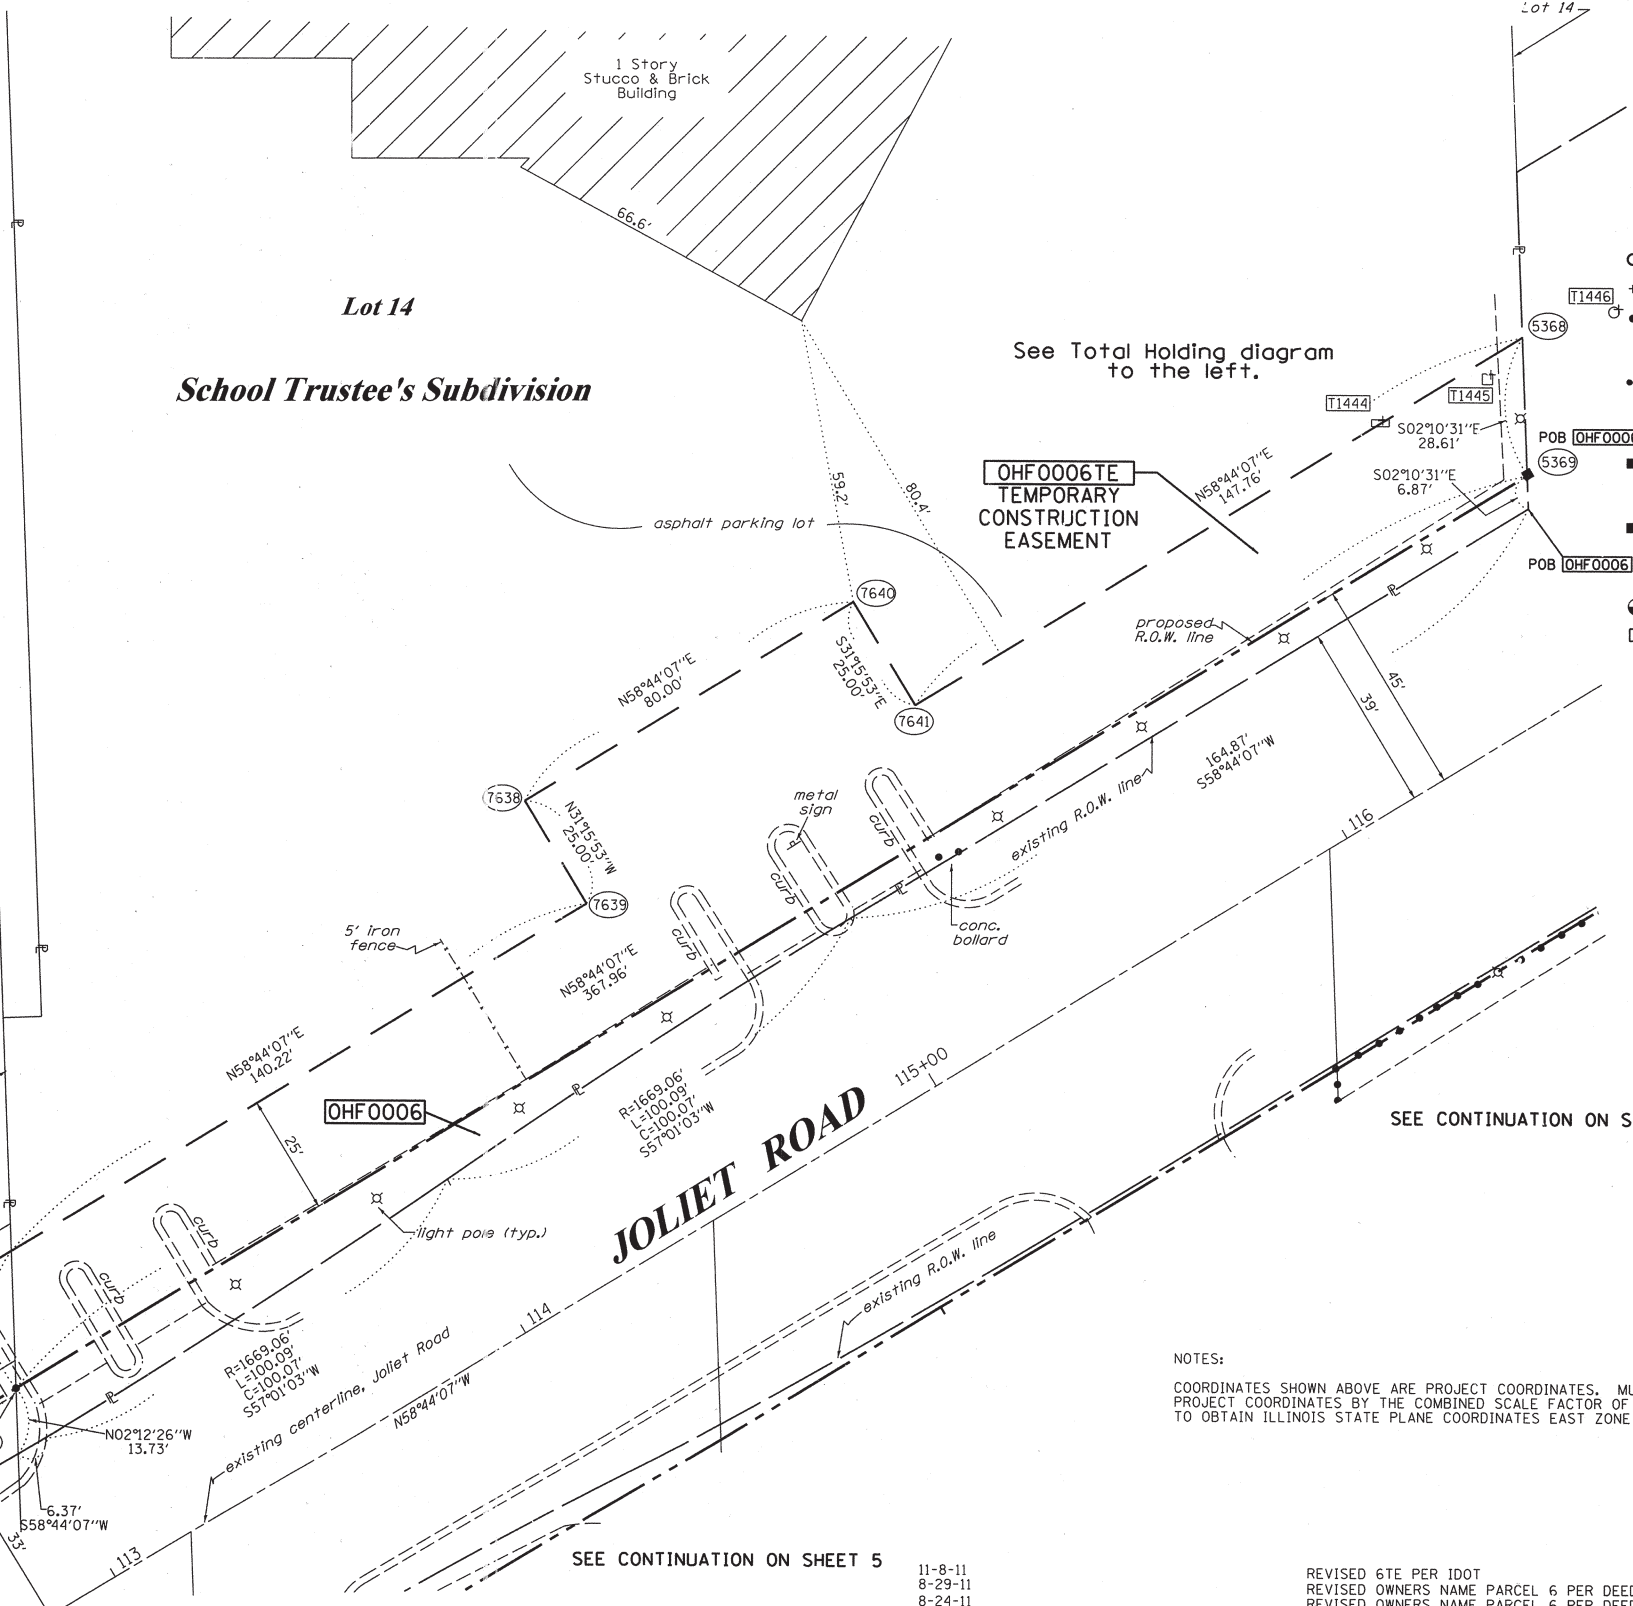 Lot 14
1 Story
Stucco & Brick
Building
66.6'
T1446
5368
Lot 14
See Total Holding diagram
to the left.
School Trustee's Subdivision
T1444
T1445
S02°10'31"E
28.61'
POB
5369
OHF0006TE
TEMPORARY
CONSTRUCTION
EASEMENT
N58°44'07"E
147.76'
S02°10'31"E
6.87'
59.2'
80.4'
asphalt parking lot
POB OHF0006
7640
proposed
R.O.W. line
N58°44'07"E
80.00'
S31°15'53"E
25.00'
7641
45'
39'
164.87'
S58°44'07"W
7638
N31°15'53"W
25.00'
metal
sign
curb
curb
curb
existing R.O.W. line
116
7639
5' iron
fence
conc.
bollard
N58°44'07"E
367.96'
N58°44'07"E
140.22'
115+00
OHF0006
R=1669.06'
L=100.09'
C=100.07'
S57°01'03"W
25'
JOLIET ROAD
SEE CONTINUATION ON
curb
light pole (typ.)
existing R.O.W. line
curb
114
R=1669.06'
L=100.09'
C=100.07'
S57°01'03"W
existing centerline, Joliet Road
N58°44'07"W
NOTES:
COORDINATES SHOWN ABOVE ARE PROJECT COORDINATES.
PROJECT COORDINATES BY THE COMBINED SCALE FACTOR OF
TO OBTAIN ILLINOIS STATE PLANE COORDINATES EAST ZONE
N02°12'26"W
13.73'
6.37'
S58°44'07"W
33'
113
SEE CONTINUATION ON SHEET 5
11-8-11
8-29-11
8-24-11
REVISED 6TE PER IDOT
REVISED OWNERS NAME PARCEL 6 PER DEED
REVISED OWNERS NAME PARCEL 6 PER DEED